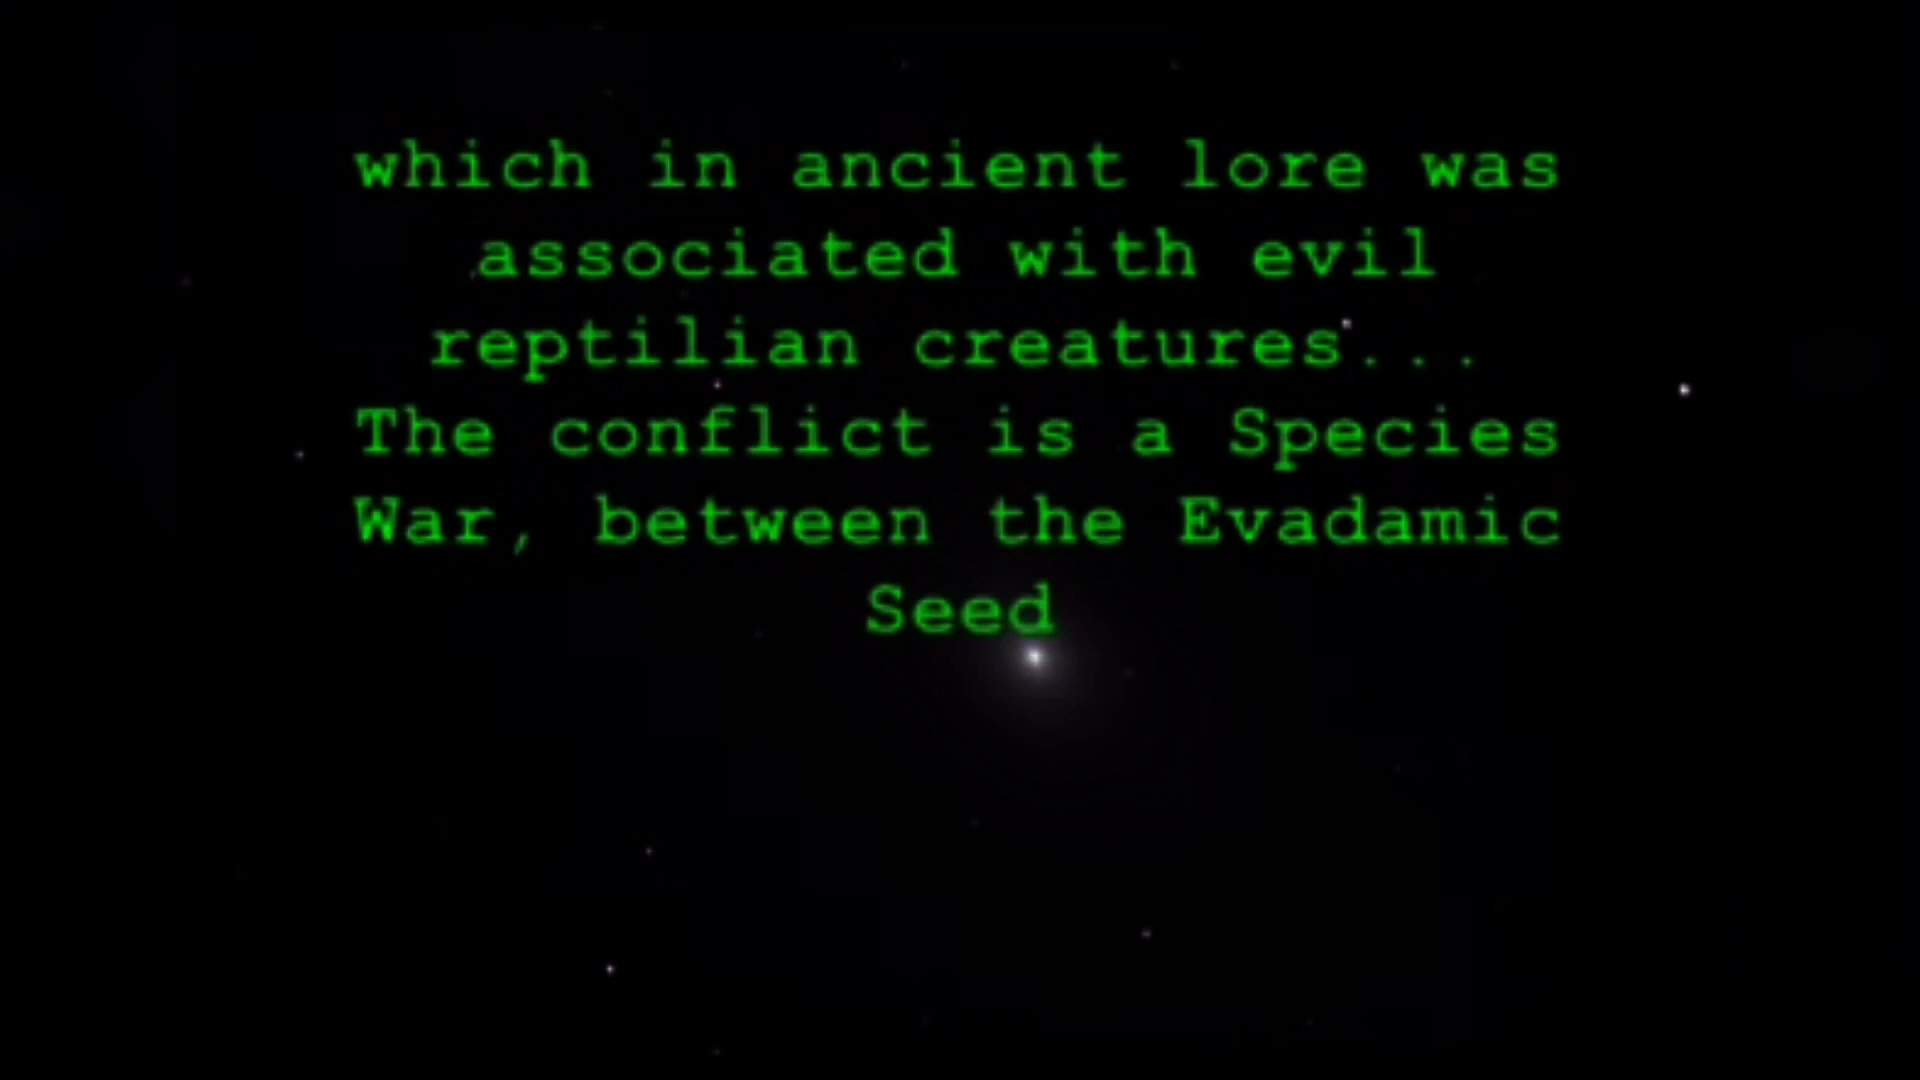 which in ancient lore was
associated with evil
reptilian creatures...
The conflict is a Species
War, between the Evadamic
Seed